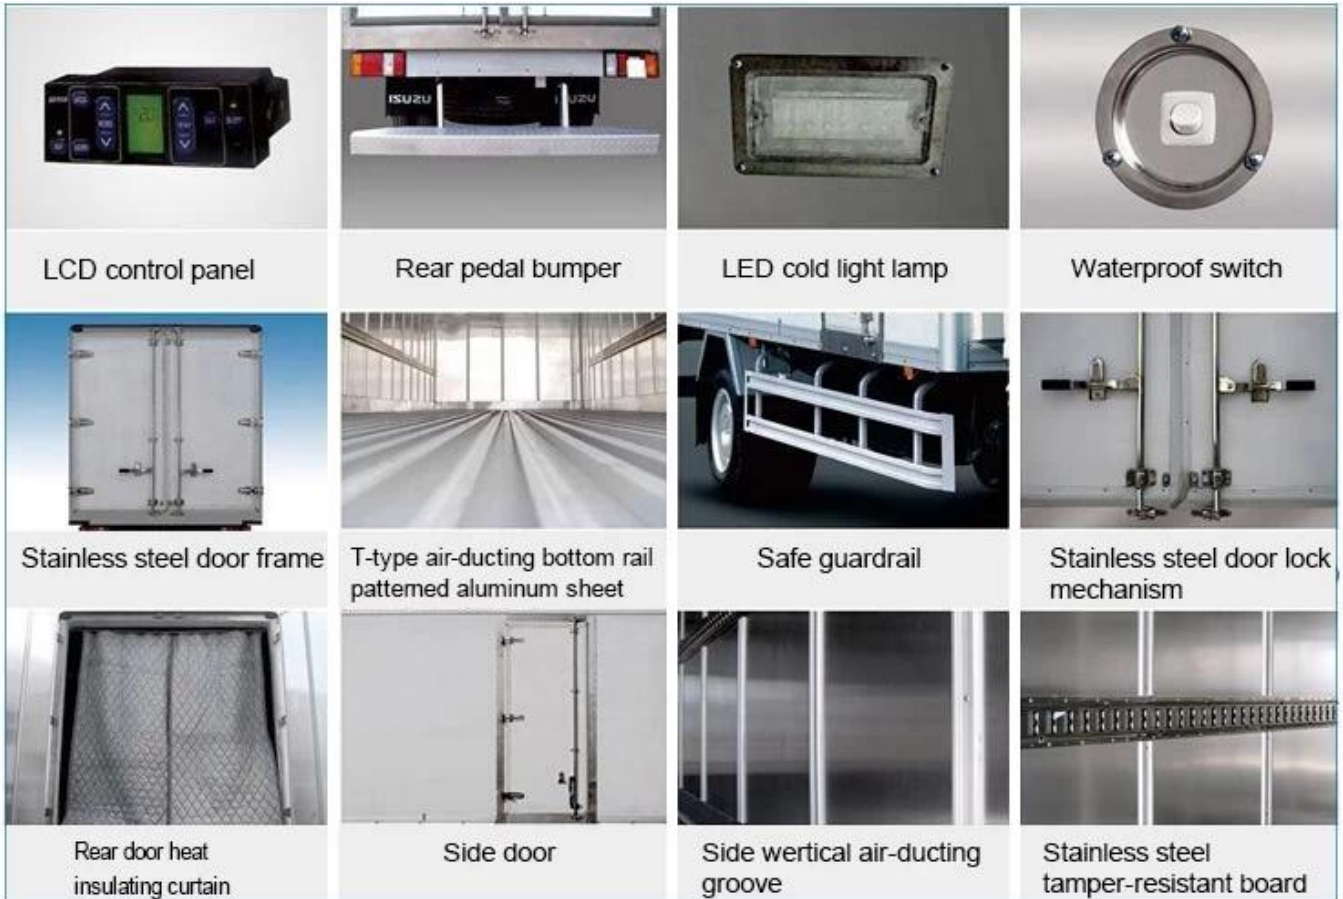 ISUZU
ISUZU
LCD control panel
Rear pedal bumper
LED cold light lamp
Waterproof switch
Stainless steel door frame
T-type air-ducting bottom rail
patterned aluminum sheet
Safe guardrail
Stainless steel door lock
mechanism
Rear door heat
insulating curtain
Side door
Side wertical air-ducting
groove
Stainless steel
tamper-resistant board